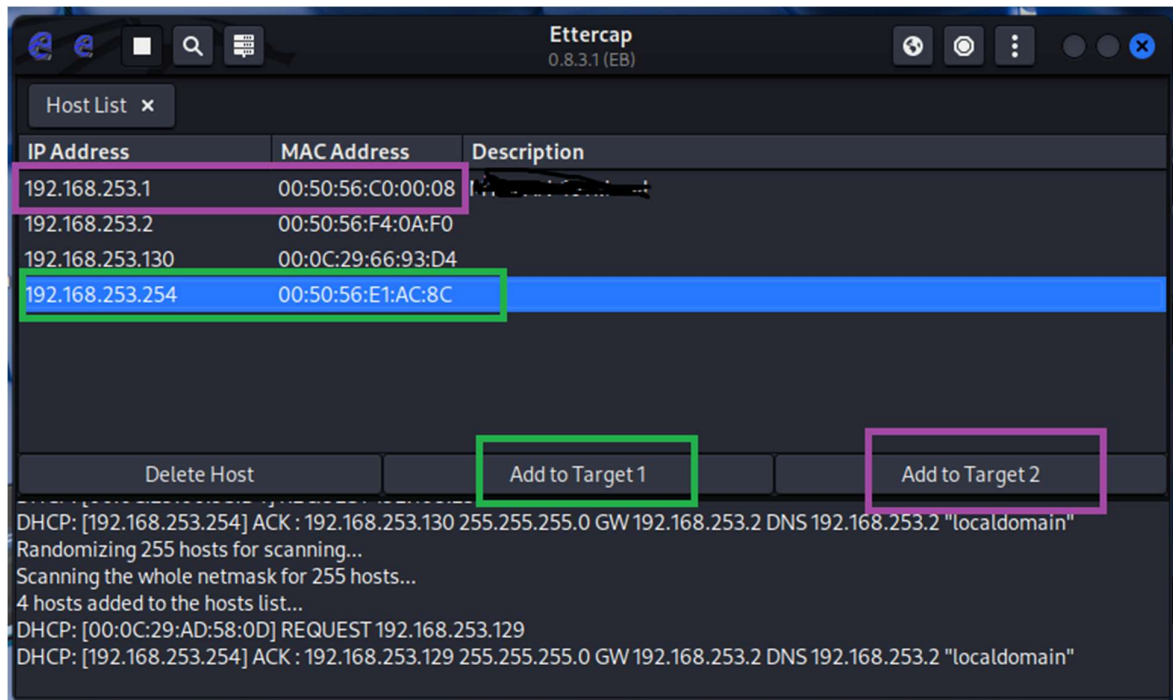 Ettercap
0.8.3.1 (EB)
Host List ×
IP Address MAC Address Description
192.168.253.1 00:50:56:C0:00:08
192.168.253.2 00:50:56:F4:0A:F0
192.168.253.130 00:0C:29:66:93:D4
192.168.253.254 00:50:56:E1:AC:8C
Delete Host Add to Target 1 Add to Target 2
DHCP: [192.168.253.254] ACK : 192.168.253.130 255.255.255.0 GW 192.168.253.2 DNS 192.168.253.2 "localdomain"
Randomizing 255 hosts for scanning...
Scanning the whole netmask for 255 hosts...
4 hosts added to the hosts list...
DHCP: [00:0C:29:AD:58:0D] REQUEST 192.168.253.129
DHCP: [192.168.253.254] ACK : 192.168.253.129 255.255.255.0 GW 192.168.253.2 DNS 192.168.253.2 "localdomain"